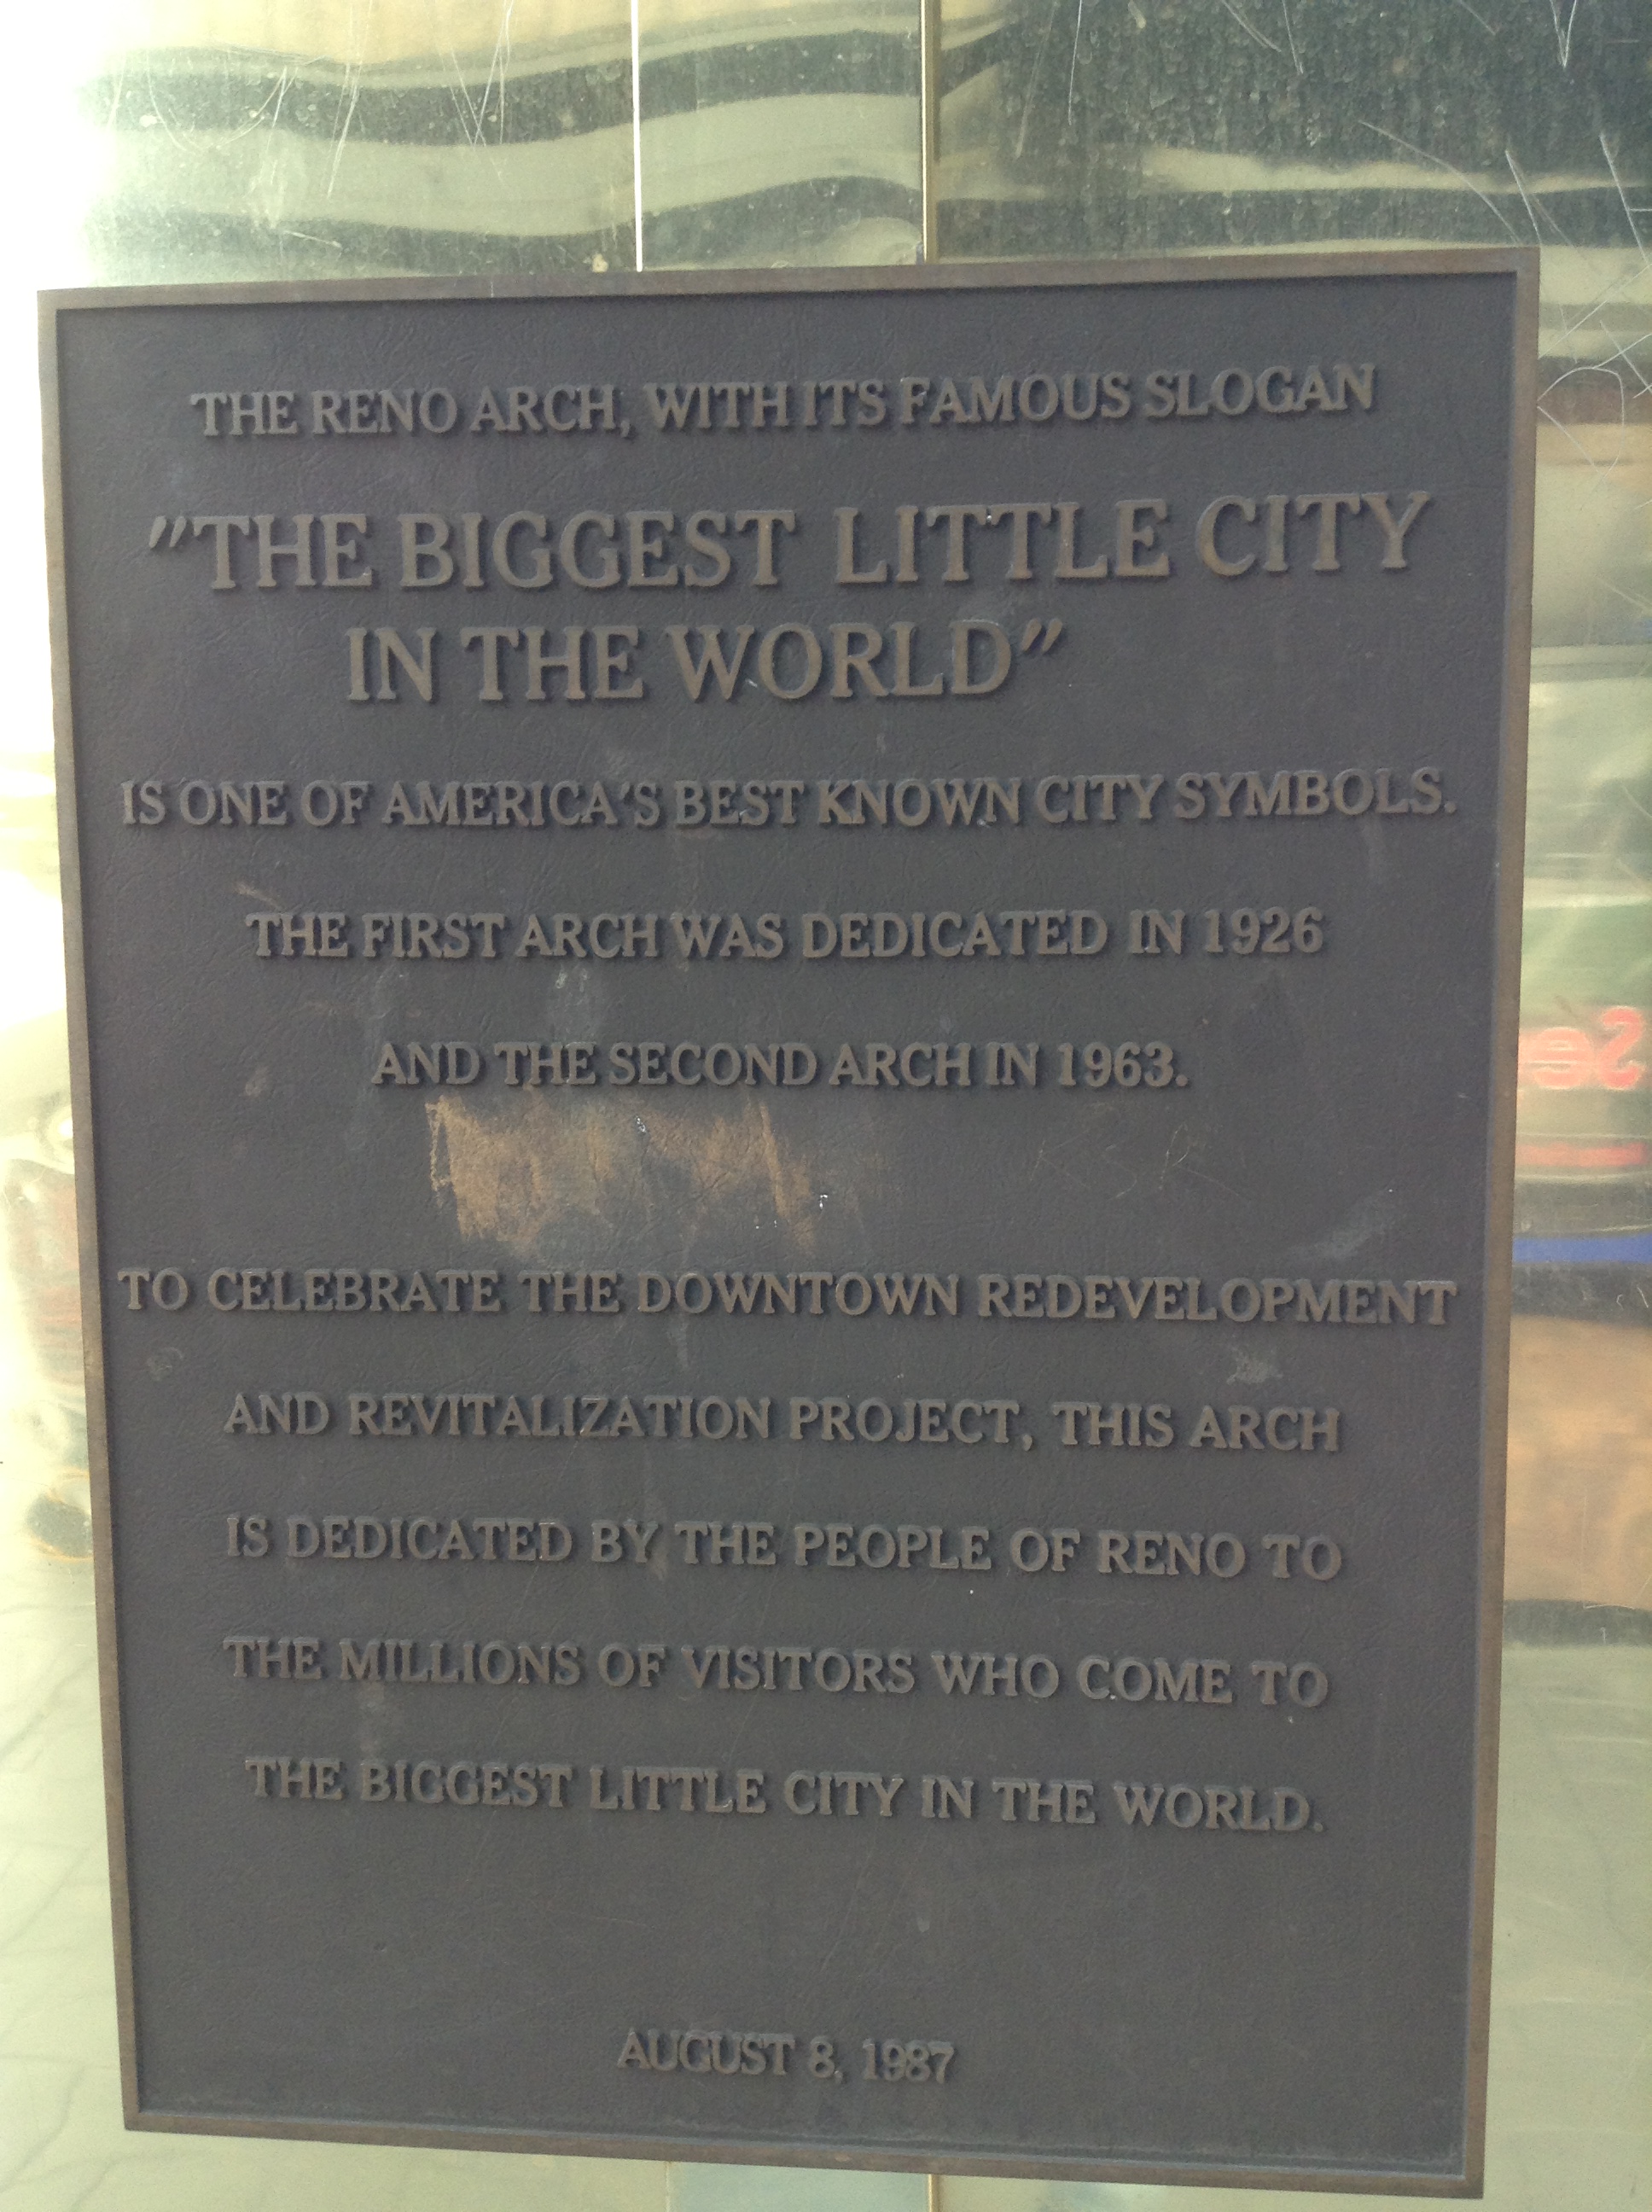 THE RENO ARCH, WITH ITS FAMOUS SLOGAN
"THE BIGGEST LITTLE CITY
IN THE WORLD"
IS ONE OF AMERICA'S BEST KNOWN CITY SYMBOLS.
THE FIRST ARCH WAS DEDICATED IN 1926
AND THE SECOND ARCH IN 1963.
TO CELEBRATE THE DOWNTOWN REDEVELOPMENT
AND REVITALIZATION PROJECT, THIS ARCH
IS DEDICATED BY THE PEOPLE OF RENO TO
THE MILLIONS OF VISITORS WHO COME TO
THE BIGGEST LITTLE CITY IN THE WORLD.
AUGUST 8, 1987